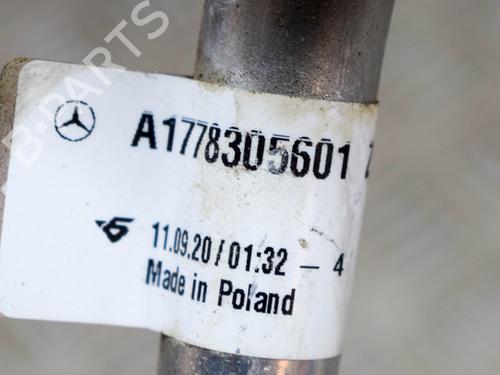 B-PARTS
A1778305601
11.09.20/01:32 - 4
Made in Poland